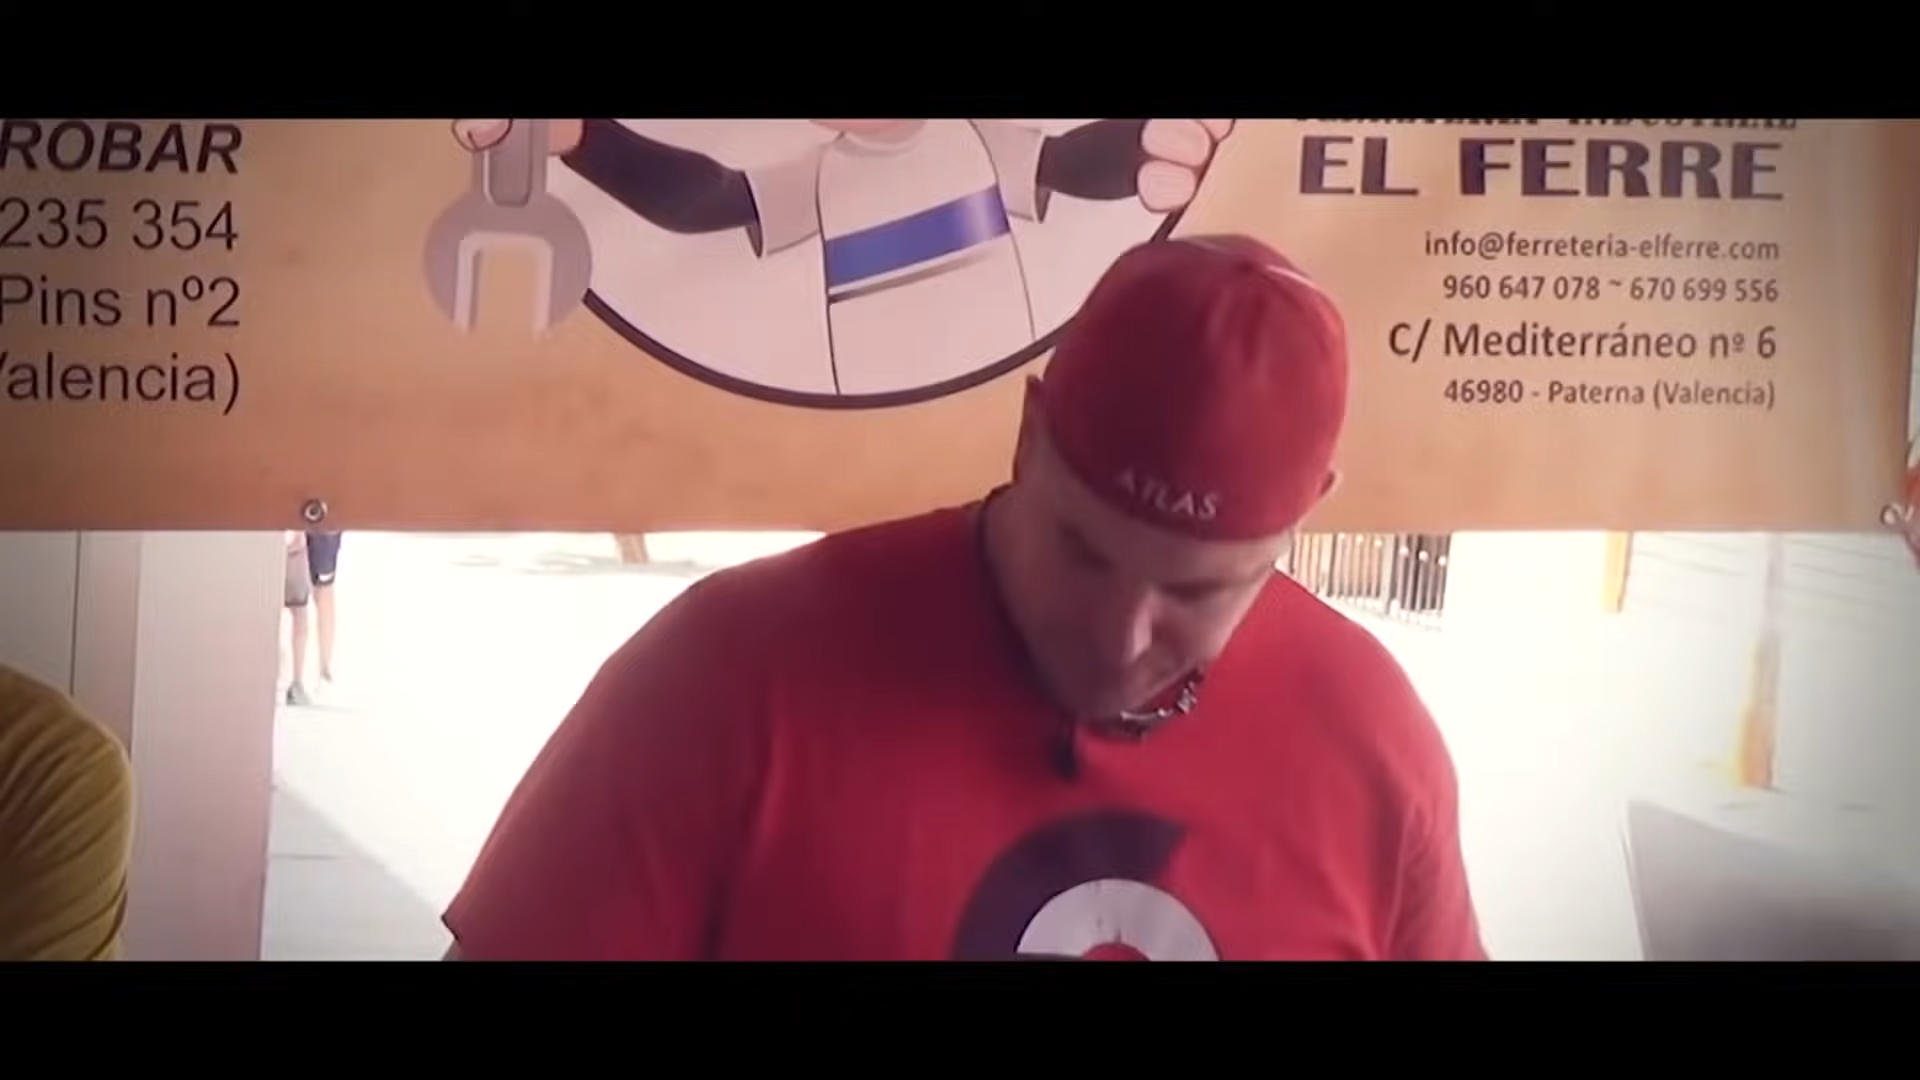 ROBAR
235 354
Pins nº2
Valencia)
EL FERRE
info@ferreteria-elferre.com
960 647 078 ~ 670 699 556
C/ Mediterráneo nº 6
46980 - Paterna (Valencia)
ATLAS